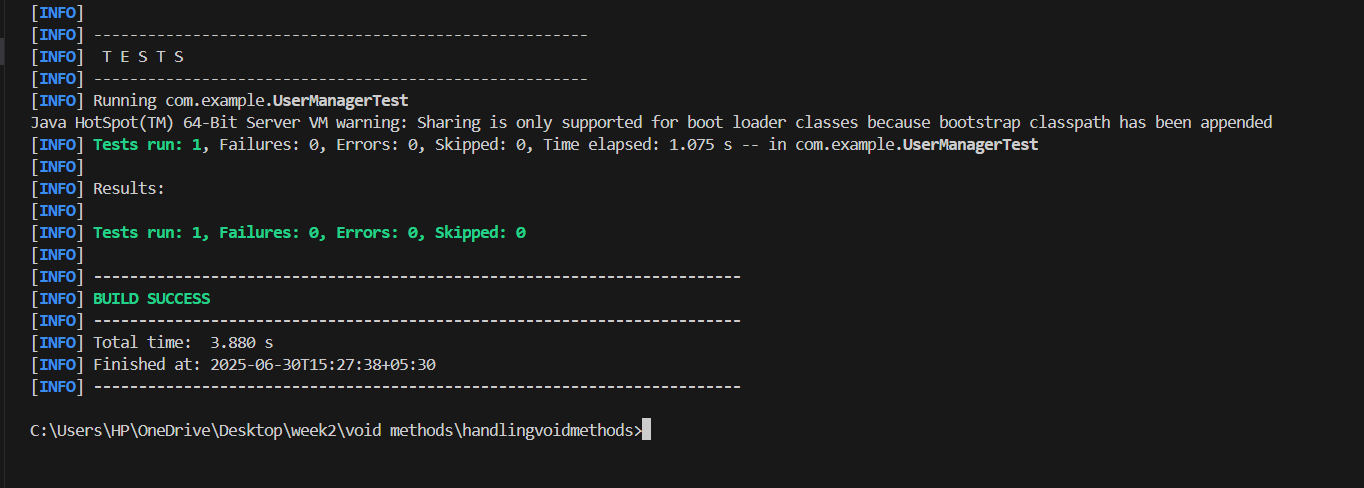 [INFO]
[INFO] -------------------------------------------------------
[INFO]  T E S T S
[INFO] -------------------------------------------------------
[INFO] Running com.example.UserManagerTest
Java HotSpot(TM) 64-Bit Server VM warning: Sharing is only supported for boot loader classes because bootstrap classpath has been appended
[INFO] Tests run: 1, Failures: 0, Errors: 0, Skipped: 0, Time elapsed: 1.075 s -- in com.example.UserManagerTest
[INFO]
[INFO] Results:
[INFO]
[INFO] Tests run: 1, Failures: 0, Errors: 0, Skipped: 0
[INFO]
[INFO] ------------------------------------------------------------------------
[INFO] BUILD SUCCESS
[INFO] ------------------------------------------------------------------------
[INFO] Total time:  3.880 s
[INFO] Finished at: 2025-06-30T15:27:38+05:30
[INFO] ------------------------------------------------------------------------
C:\Users\HP\OneDrive\Desktop\week2\void methods\handlingvoidmethods>